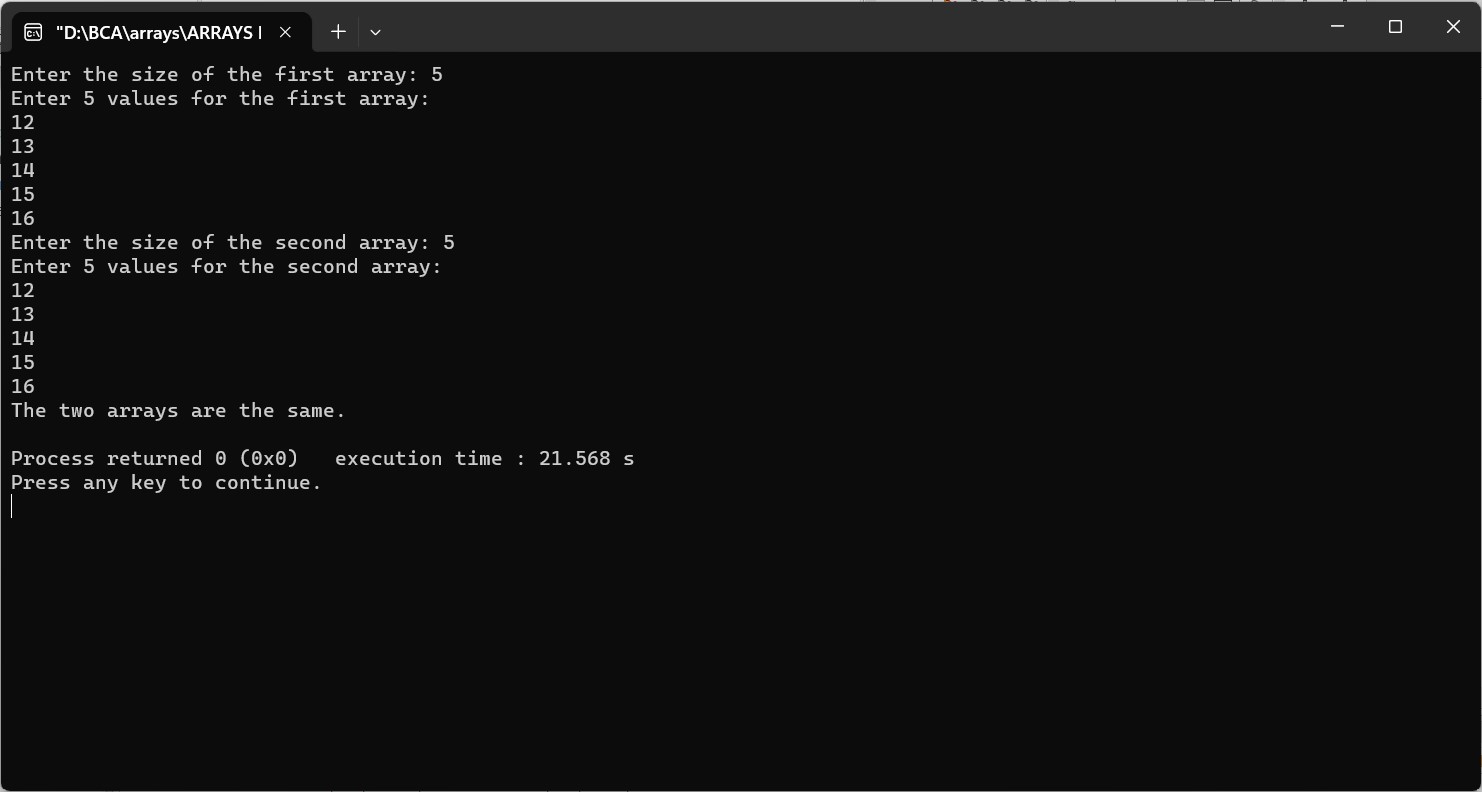 "D:\BCA\arrays\ARRAYS
Enter the size of the first array: 5
Enter 5 values for the first array:
12
13
14
15
16
Enter the size of the second array: 5
Enter 5 values for the second array:
12
13
14
15
16
The two arrays are the same.
Process returned 0 (0x0)   execution time : 21.568 s
Press any key to continue.